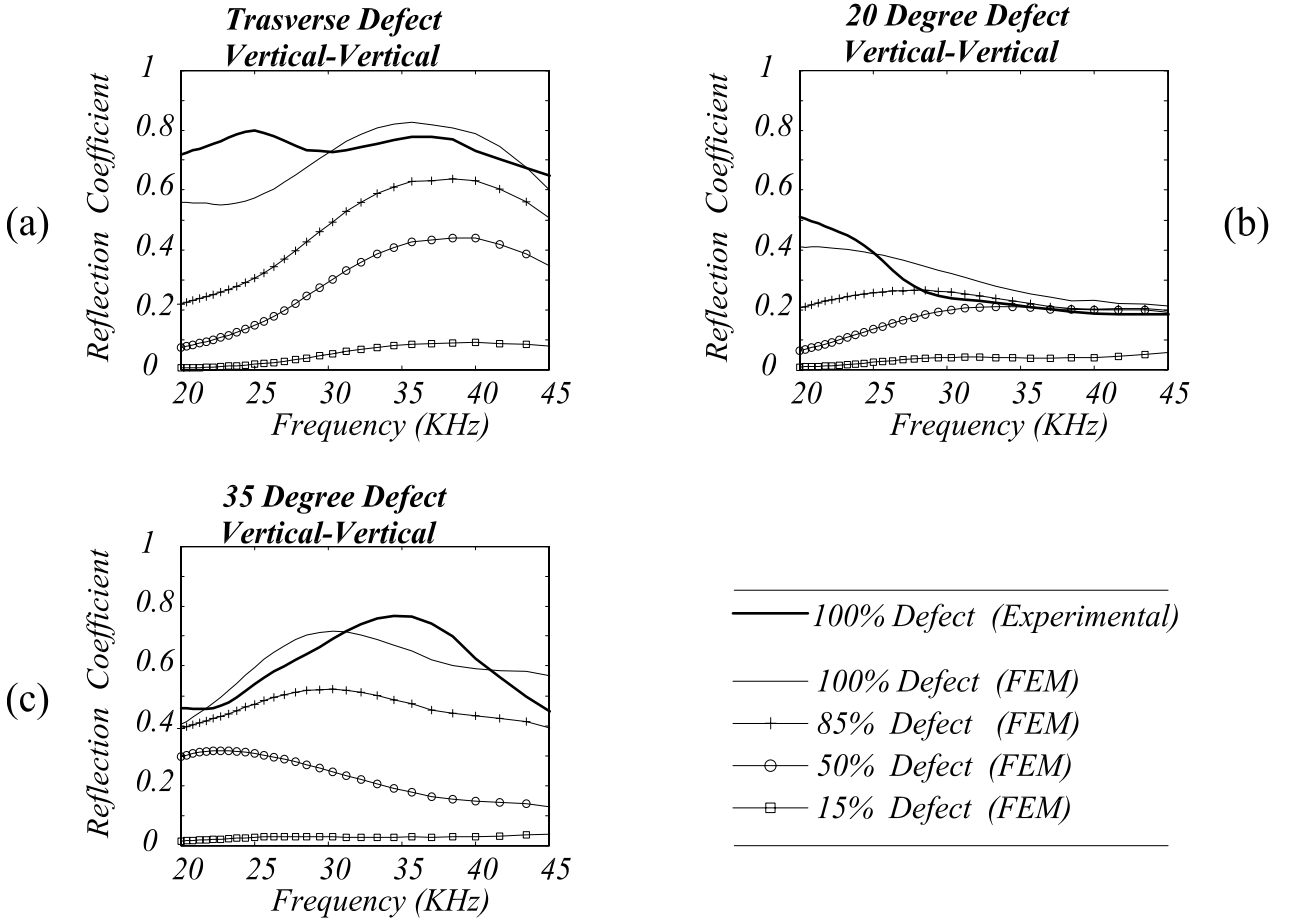 Trasverse Defect
Vertical-Vertical
1
0.8
0.6
0.4
0.2
0
Reflection Coefficient
20 25 30 35 40 45
Frequency (KHz)
(a)
20 Degree Defect
Vertical-Vertical
1
0.8
0.6
0.4
0.2
0
Reflection Coefficient
20 25 30 35 40 45
Frequency (KHz)
(b)
35 Degree Defect
Vertical-Vertical
1
0.8
0.6
0.4
0.2
0
Reflection Coefficient
20 25 30 35 40 45
Frequency (KHz)
(c)
100% Defect (Experimental)
100% Defect (FEM)
85% Defect (FEM)
50% Defect (FEM)
15% Defect (FEM)